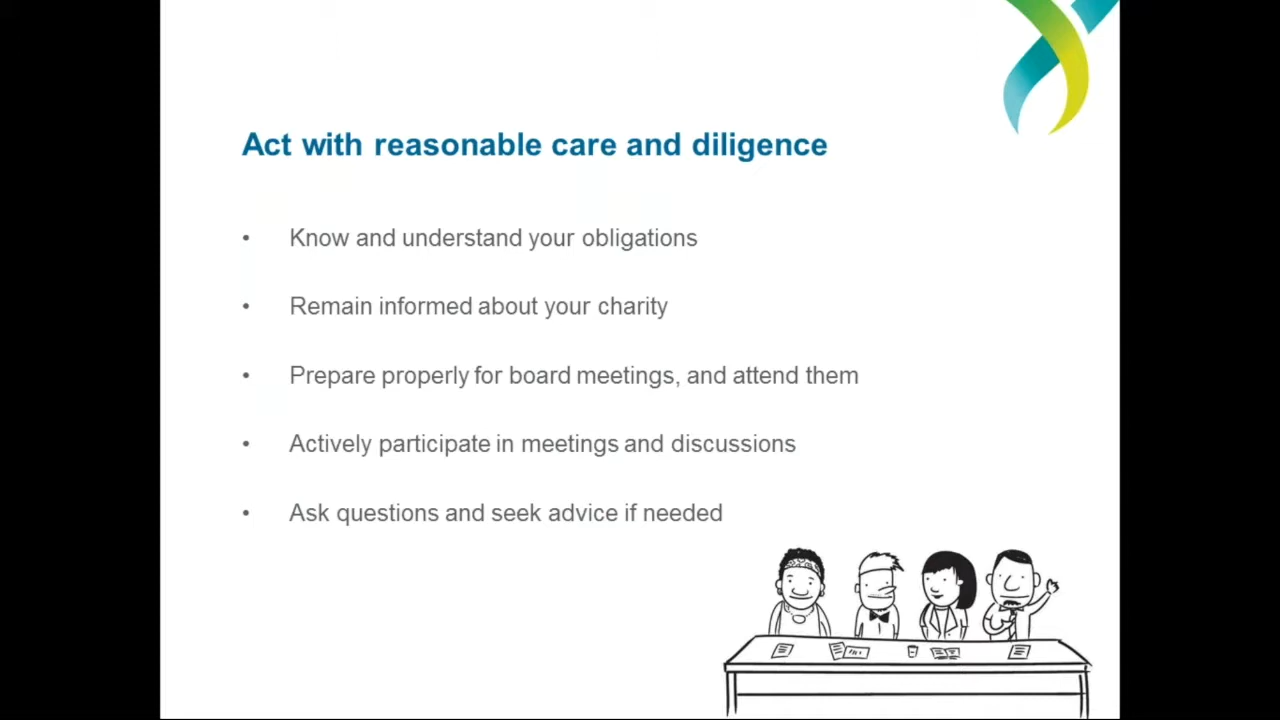 Act with reasonable care and diligence
• Know and understand your obligations
• Remain informed about your charity
• Prepare properly for board meetings, and attend them
• Actively participate in meetings and discussions
• Ask questions and seek advice if needed